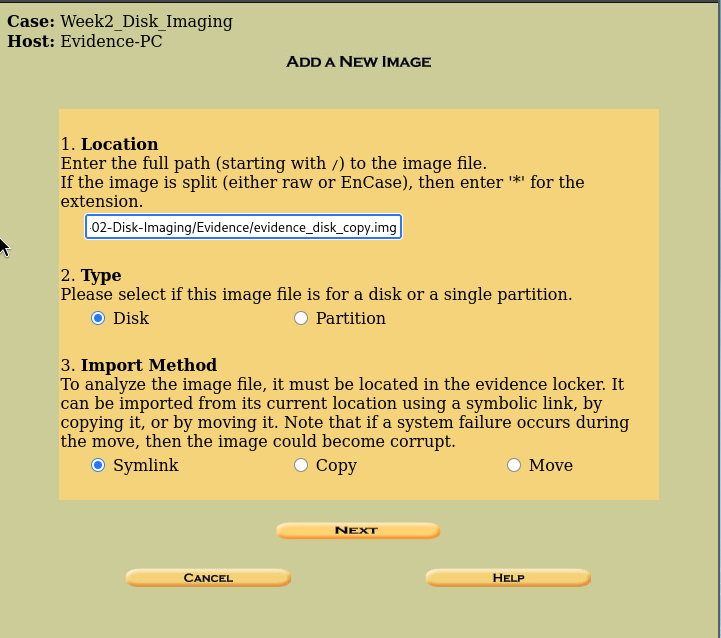 Case: Week2_Disk_Imaging
Host: Evidence-PC
Add a New Image
1. Location
Enter the full path (starting with /) to the image file.
If the image is split (either raw or EnCase), then enter '*' for the
extension.
02-Disk-Imaging/Evidence/evidence_disk_copy.img
2. Type
Please select if this image file is for a disk or a single partition.
Disk Partition
3. Import Method
To analyze the image file, it must be located in the evidence locker. It
can be imported from its current location using a symbolic link, by
copying it, or by moving it. Note that if a system failure occurs during
the move, then the image could become corrupt.
Symlink Copy Move
Next
Cancel Help